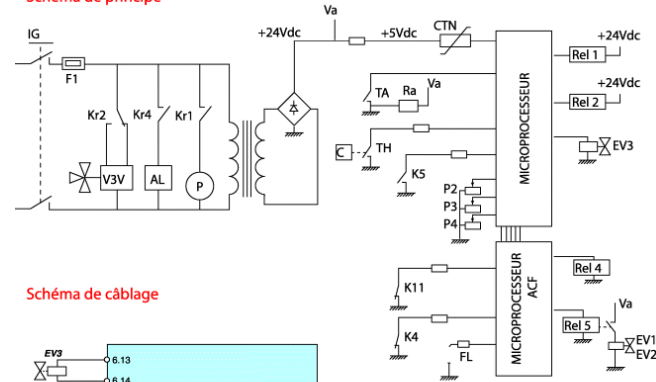 Schéma de principe
IG
F1
Kr2
Kr4
Kr1
V3V
AL
P
+24Vdc
Va
+5Vdc
CTN
TA
Ra
Va
C
TH
K5
P2
P3
P4
MICROPROCESSEUR
Rel 1
+24Vdc
Rel 2
+24Vdc
EV3
K11
K4
FL
MICROPROCESSEUR
ACF
Rel 4
Rel 5
Va
EV1
EV2
Schéma de câblage
EV3
6.13
6.14